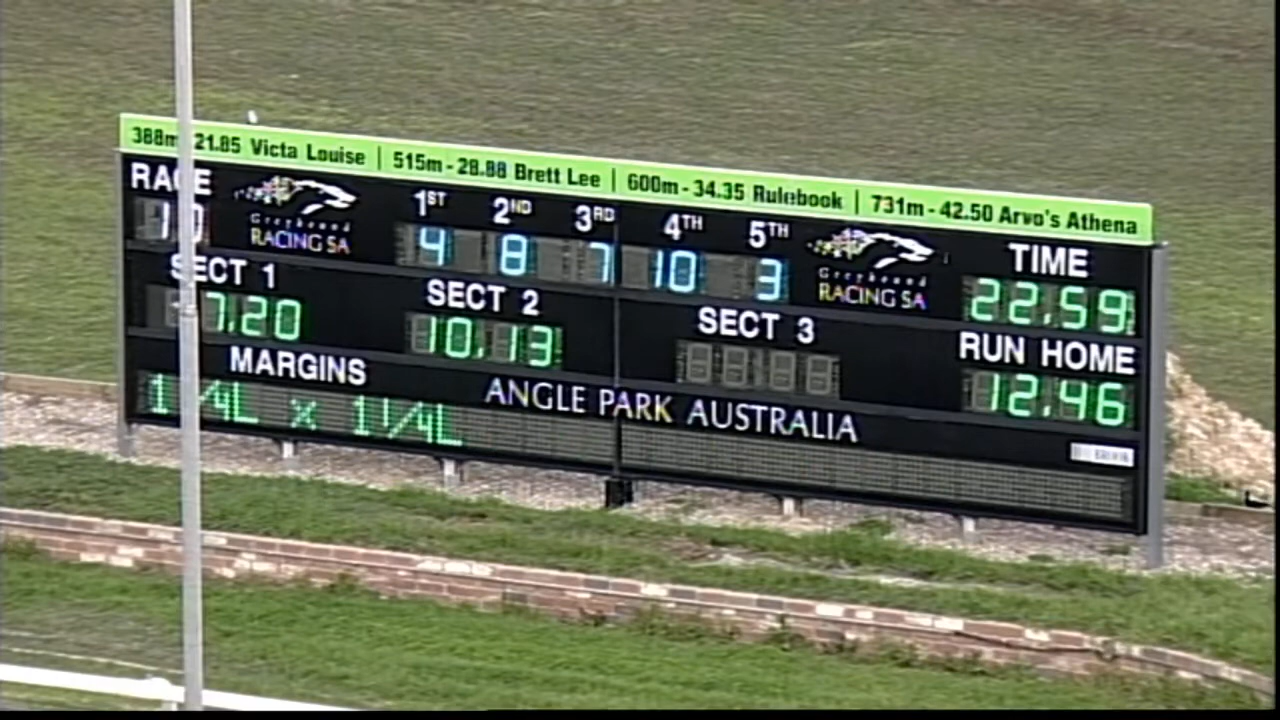 388m 21.85 Victa Louise | 515m - 28.88 Brett Lee | 600m - 34.35 Rulebook | 731m - 42.50 Arvo's Athena
RACE 1ST 2ND 3RD 4TH 5TH TIME
10 Greyhound RACING SA 4 8 7 10 3 Greyhound RACING SA 22.59
SECT 1 SECT 2 SECT 3 RUN HOME
7.20 10.13 12.46
MARGINS ANGLE PARK AUSTRALIA
1 1/4L x 1 1/4L